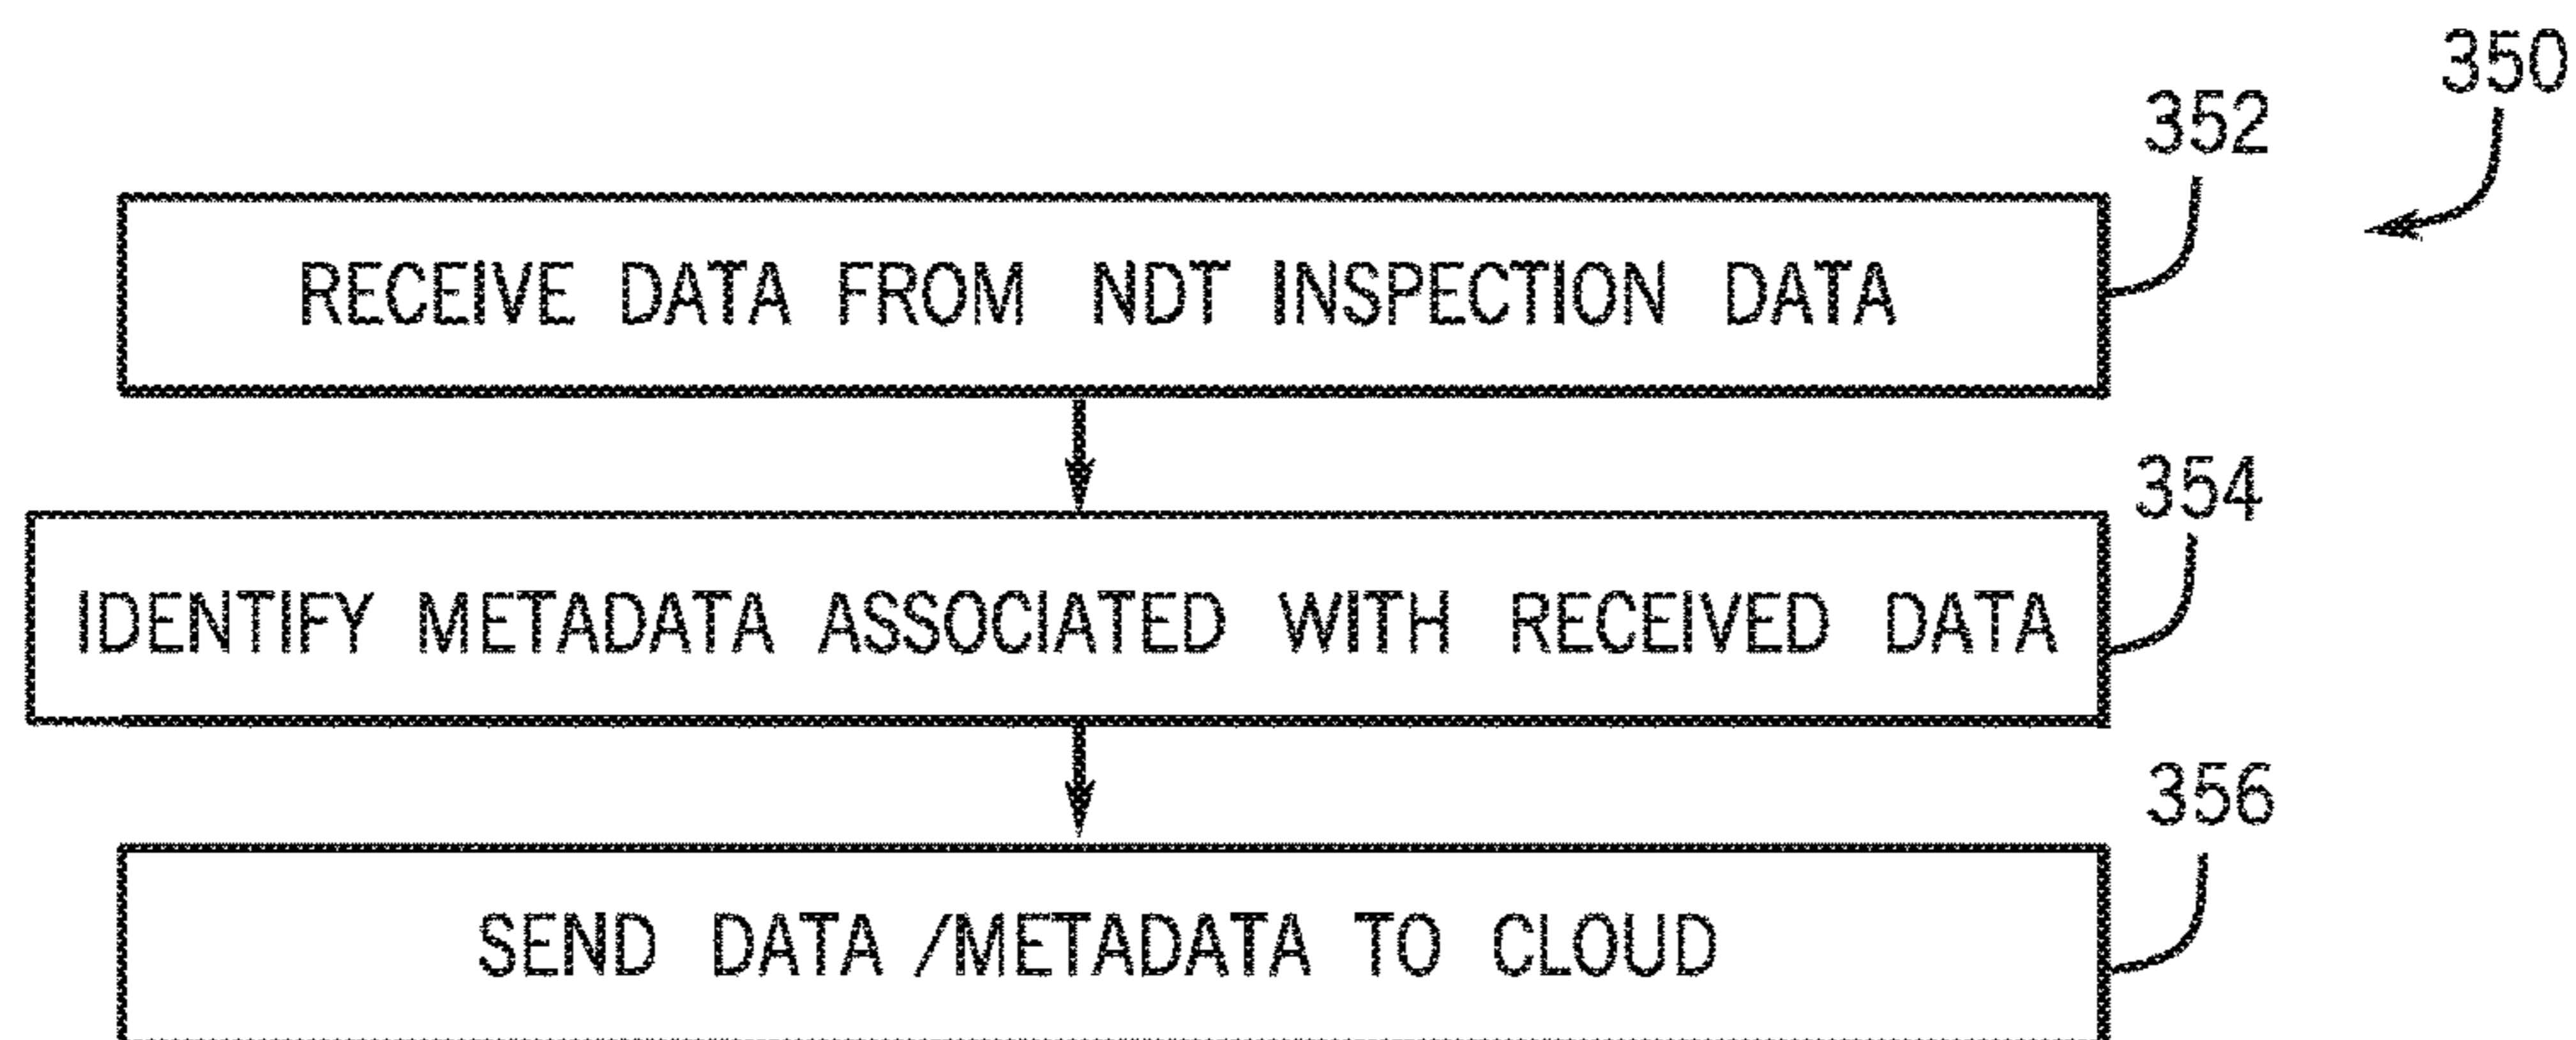 350
352
RECEIVE DATA FROM NDT INSPECTION DATA
354
IDENTIFY METADATA ASSOCIATED WITH RECEIVED DATA
356
SEND DATA /METADATA TO CLOUD